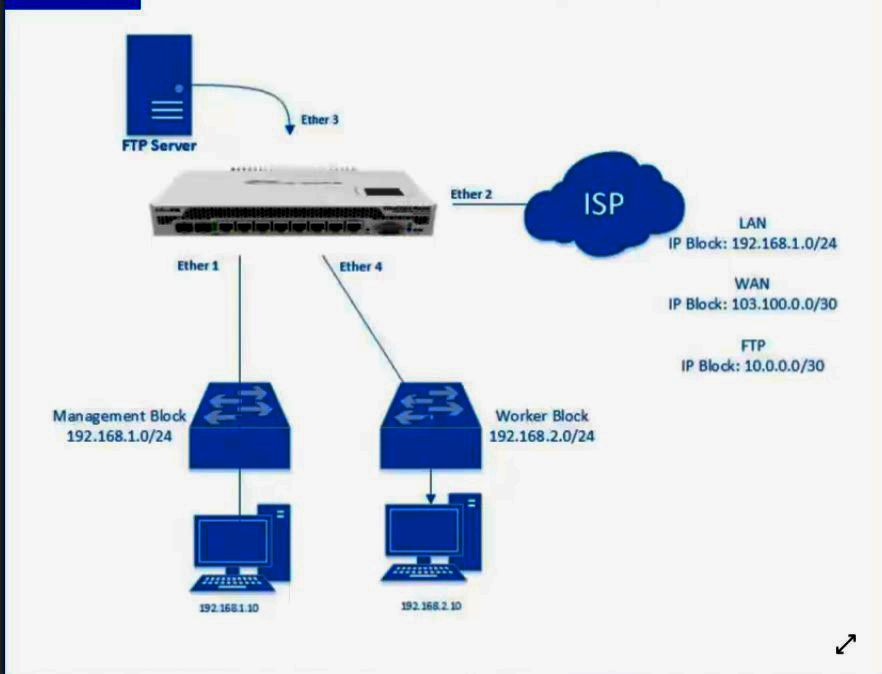 FTP Server
Ether 3
Ether 2
ISP
LAN
IP Block: 192.168.1.0/24
WAN
IP Block: 103.100.0.0/30
FTP
IP Block: 10.0.0.0/30
Ether 1
Ether 4
Management Block
192.168.1.0/24
Worker Block
192.168.2.0/24
192.168.1.10
192.168.2.10